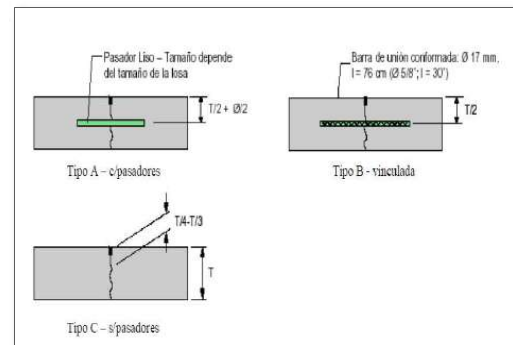 Pasador Liso – Tamaño depende
del tamaño de la losa
T/2 + Ø/2
Tipo A – c/pasadores
Barra de unión conformada: Ø 17 mm,
l = 76 cm (Ø 5/8"; l = 30")
T/2
Tipo B - vinculada
T/4-T/3
T
Tipo C – s/pasadores